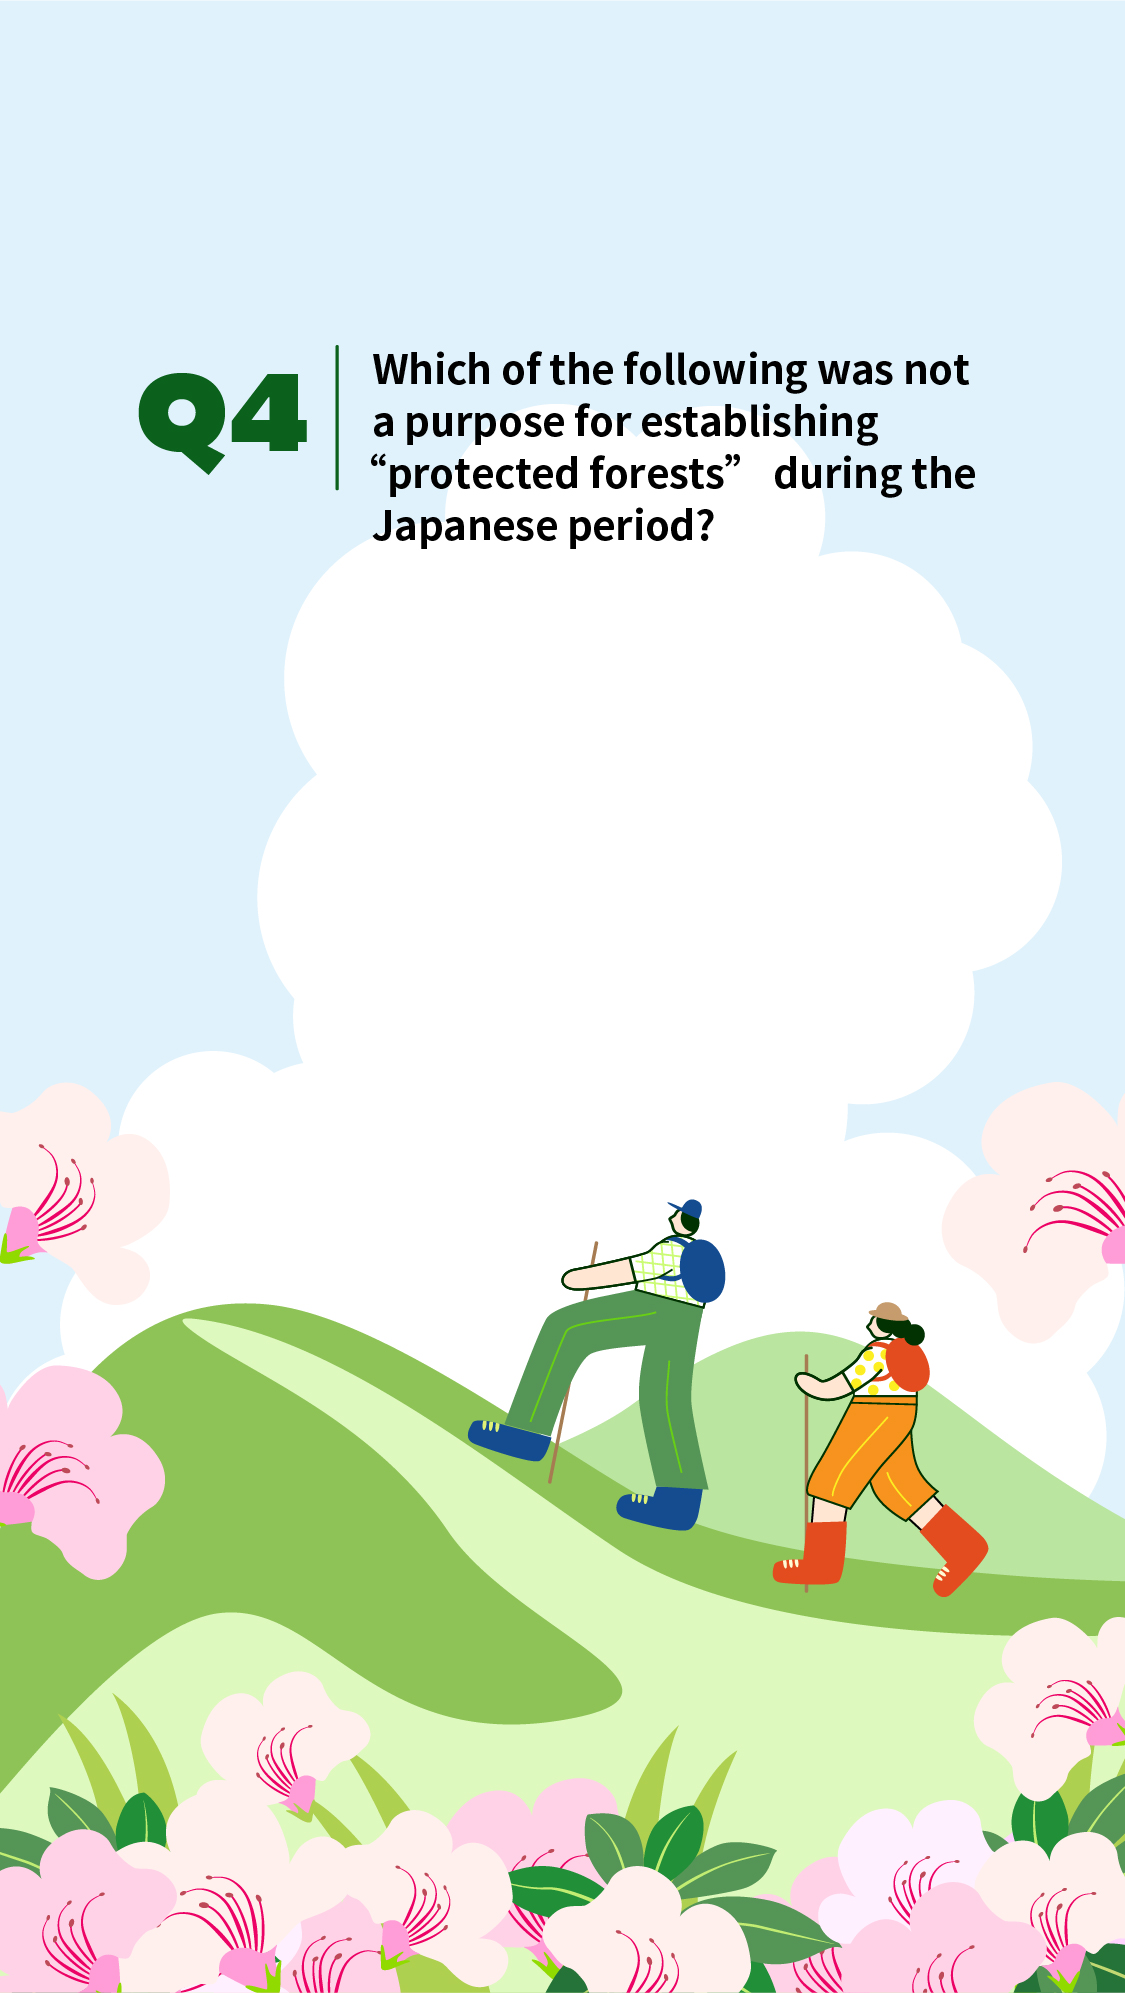 Q4
Which of the following was not
a purpose for establishing
“protected forests” during the
Japanese period?